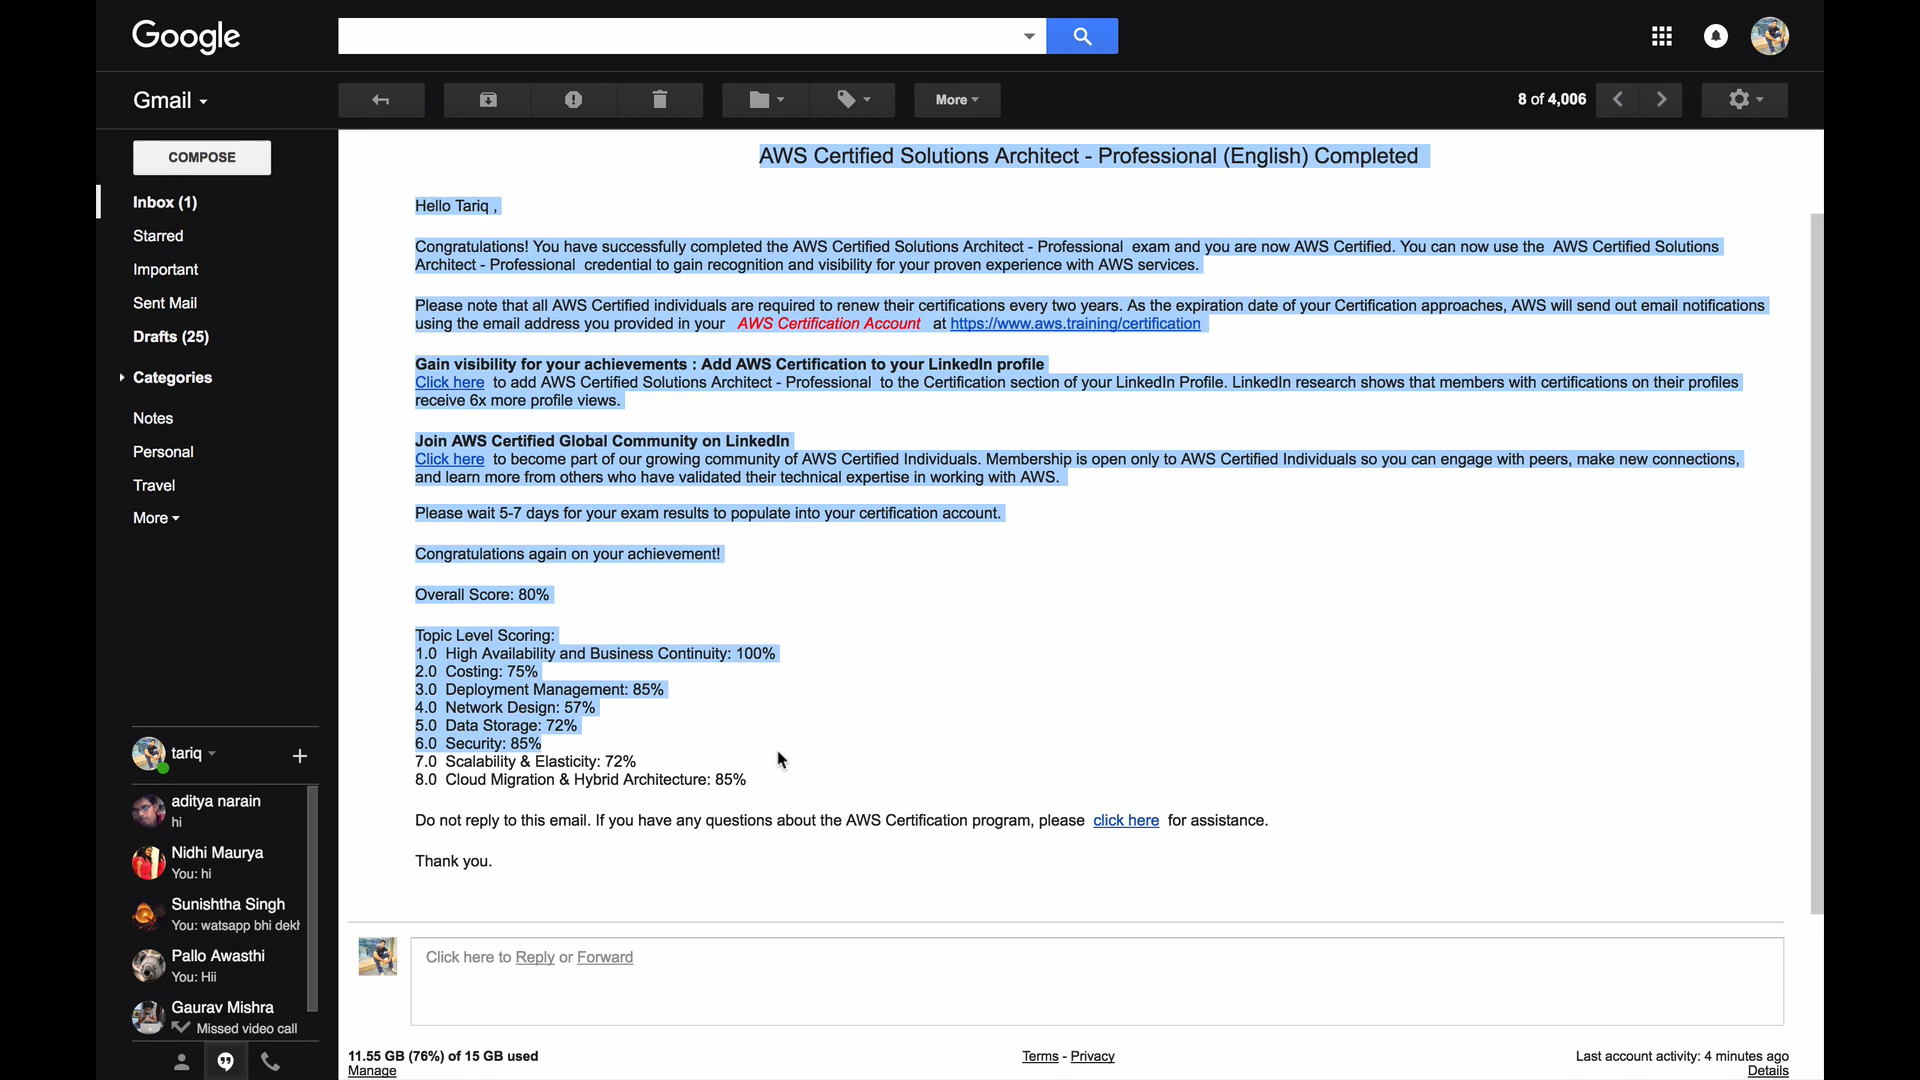 Google
Gmail
More
8 of 4,006
COMPOSE
Inbox (1)
Starred
Important
Sent Mail
Drafts (25)
Categories
Notes
Personal
Travel
More
AWS Certified Solutions Architect - Professional (English) Completed
Hello Tariq ,
Congratulations! You have successfully completed the AWS Certified Solutions Architect - Professional exam and you are now AWS Certified. You can now use the AWS Certified Solutions
Architect - Professional credential to gain recognition and visibility for your proven experience with AWS services.
Please note that all AWS Certified individuals are required to renew their certifications every two years. As the expiration date of your Certification approaches, AWS will send out email notifications
using the email address you provided in your AWS Certification Account at https://www.aws.training/certification
Gain visibility for your achievements : Add AWS Certification to your LinkedIn profile
Click here to add AWS Certified Solutions Architect - Professional to the Certification section of your LinkedIn Profile. LinkedIn research shows that members with certifications on their profiles
receive 6x more profile views.
Join AWS Certified Global Community on LinkedIn
Click here to become part of our growing community of AWS Certified Individuals. Membership is open only to AWS Certified Individuals so you can engage with peers, make new connections,
and learn more from others who have validated their technical expertise in working with AWS.
Please wait 5-7 days for your exam results to populate into your certification account.
Congratulations again on your achievement!
Overall Score: 80%
Topic Level Scoring:
1.0 High Availability and Business Continuity: 100%
2.0 Costing: 75%
3.0 Deployment Management: 85%
4.0 Network Design: 57%
5.0 Data Storage: 72%
6.0 Security: 85%
7.0 Scalability & Elasticity: 72%
8.0 Cloud Migration & Hybrid Architecture: 85%
Do not reply to this email. If you have any questions about the AWS Certification program, please click here for assistance.
Thank you.
tariq
aditya narain
hi
Nidhi Maurya
You: hi
Sunishtha Singh
You: watsapp bhi dekh
Pallo Awasthi
You: Hii
Gaurav Mishra
Missed video call
Click here to Reply or Forward
11.55 GB (76%) of 15 GB used
Manage
Terms - Privacy
Last account activity: 4 minutes ago
Details